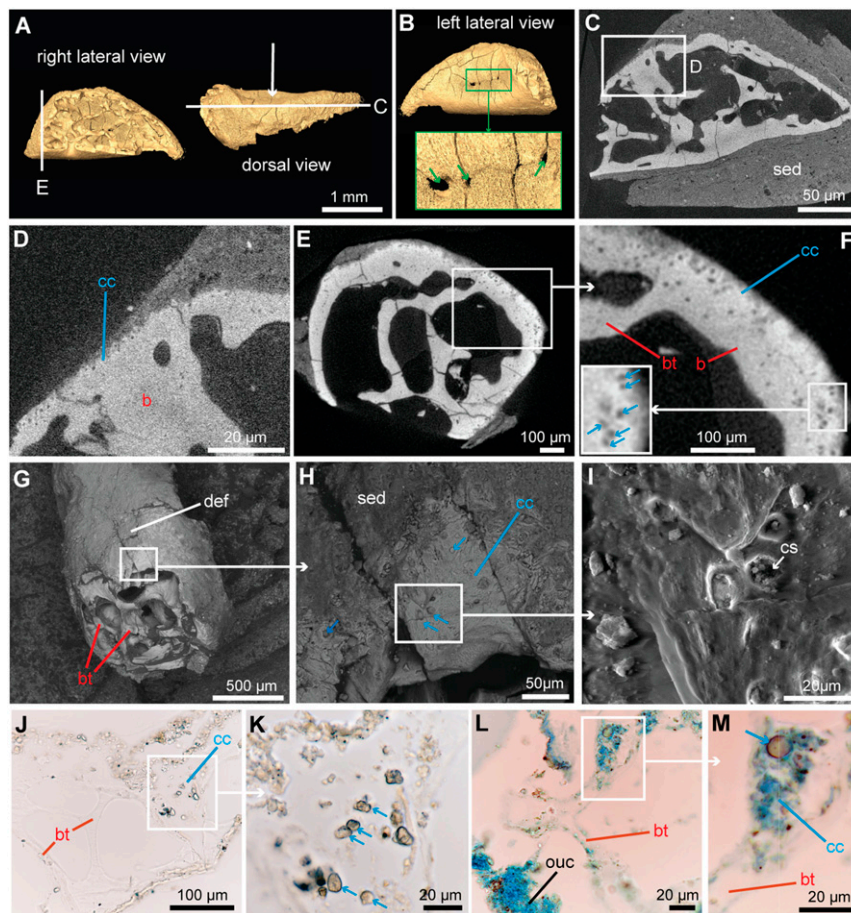 A
right lateral view
E
C
dorsal view
1 mm
B
left lateral view
C
D
sed
50 µm
D
cc
b
20 µm
E
100 µm
F
cc
bt
b
100 µm
G
def
bt
500 µm
H
sed
cc
50µm
I
cs
20µm
J
cc
bt
100 µm
K
20 µm
L
bt
ouc
20 µm
M
cc
bt
20 µm